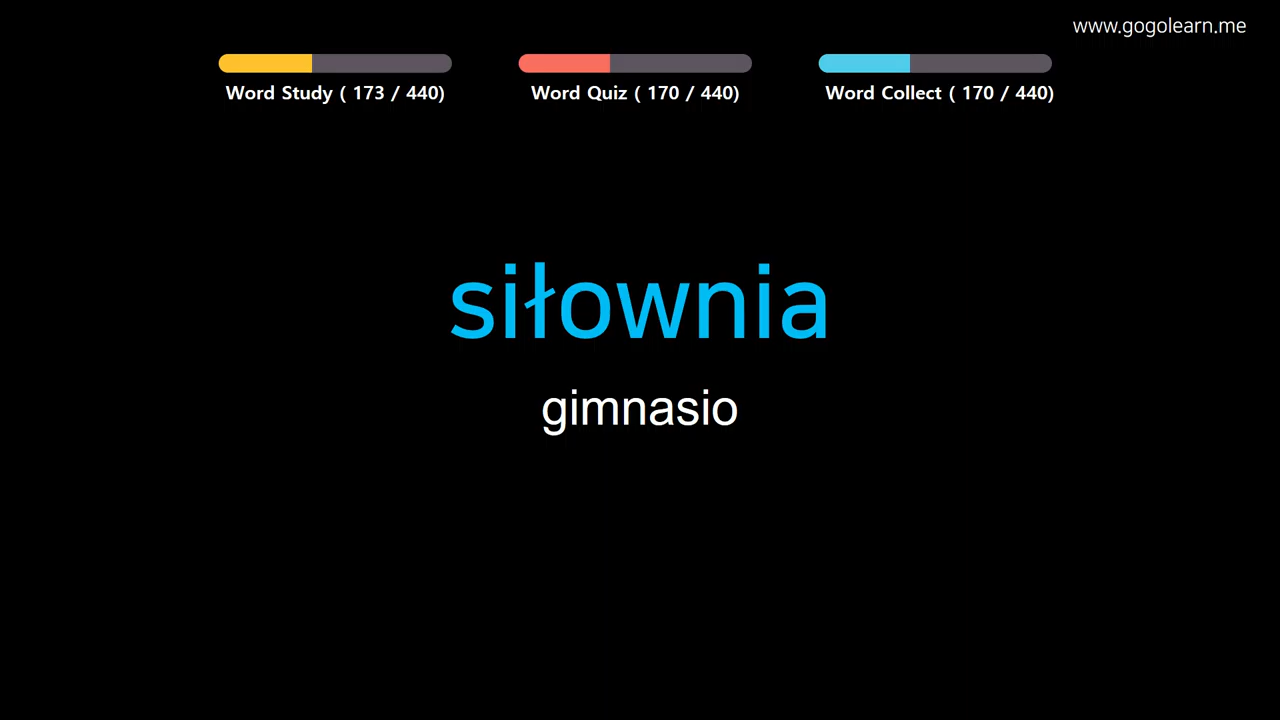 www.gogolearn.me
Word Study ( 173 / 440)
Word Quiz ( 170 / 440)
Word Collect ( 170 / 440)
siłownia
gimnasio